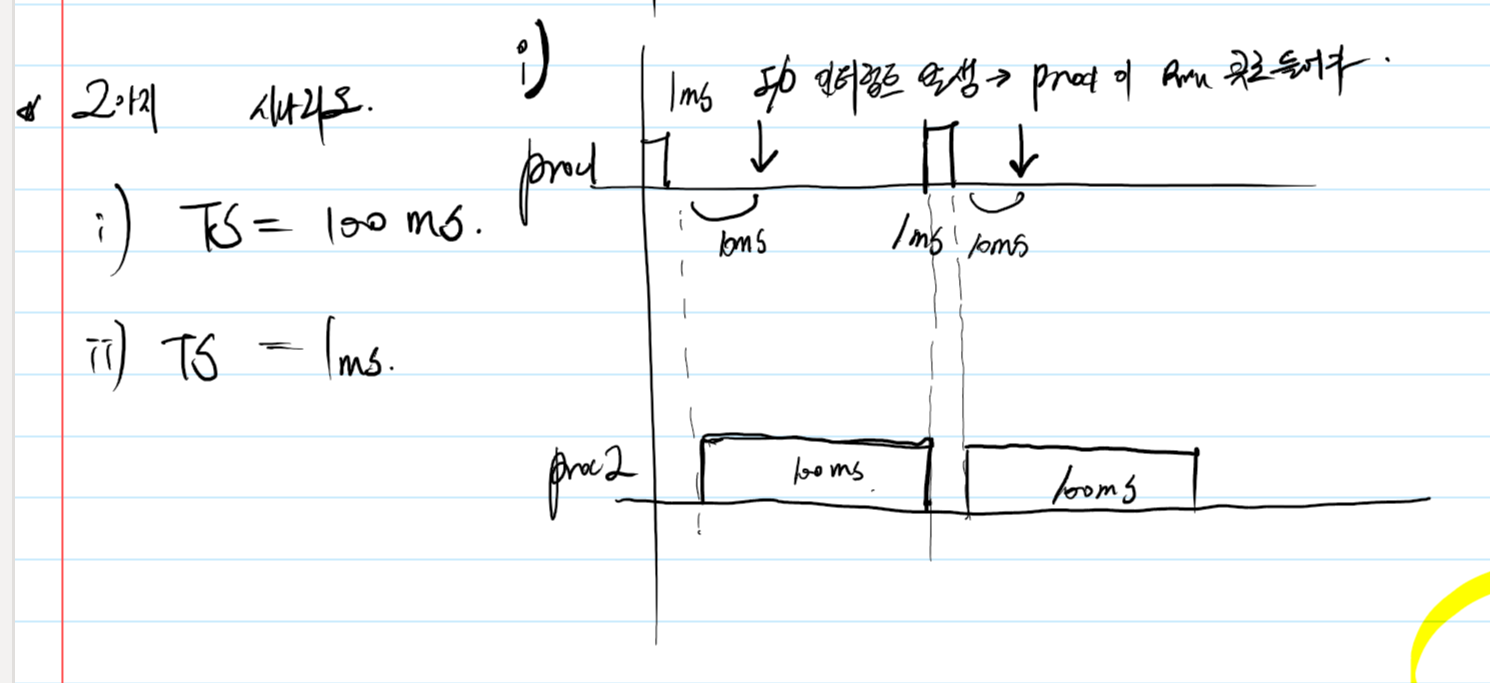 2가지 시나리오.
i) TS = 100 ms.
ii) TS = 1ms.
i)
1ms I/O 인터럽트 발생 → proc1 이 Run 큐로 들어감.
proc1
10ms 1ms 10ms
proc2 100ms. 100ms